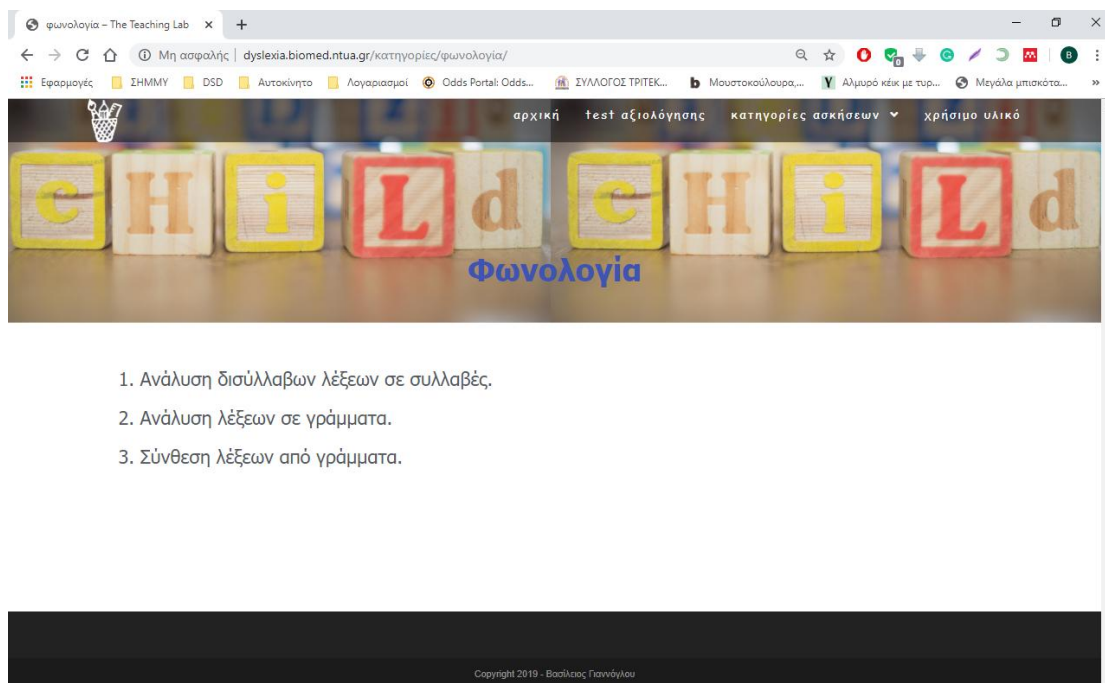 φωνολογία – The Teaching Lab
Μη ασφαλής | dyslexia.biomed.ntua.gr/κατηγορίες/φωνολογία/
Εφαρμογές ΣΗΜΜΥ DSD Αυτοκίνητο Λογαριασμοί Odds Portal: Odds... ΣΥΛΛΟΓΟΣ ΤΡΙΤΕΚ... Μουστοκούλουρα,... Αλμυρό κέικ με τυρ... Μεγάλα μπισκότα... »
αρχική test αξιολόγησης κατηγορίες ασκήσεων χρήσιμο υλικό
cHiLd cHiLd
Φωνολογία
1. Ανάλυση δισύλλαβων λέξεων σε συλλαβές.
2. Ανάλυση λέξεων σε γράμματα.
3. Σύνθεση λέξεων από γράμματα.
Copyright 2019 - Βασίλειος Γιαννόγλου